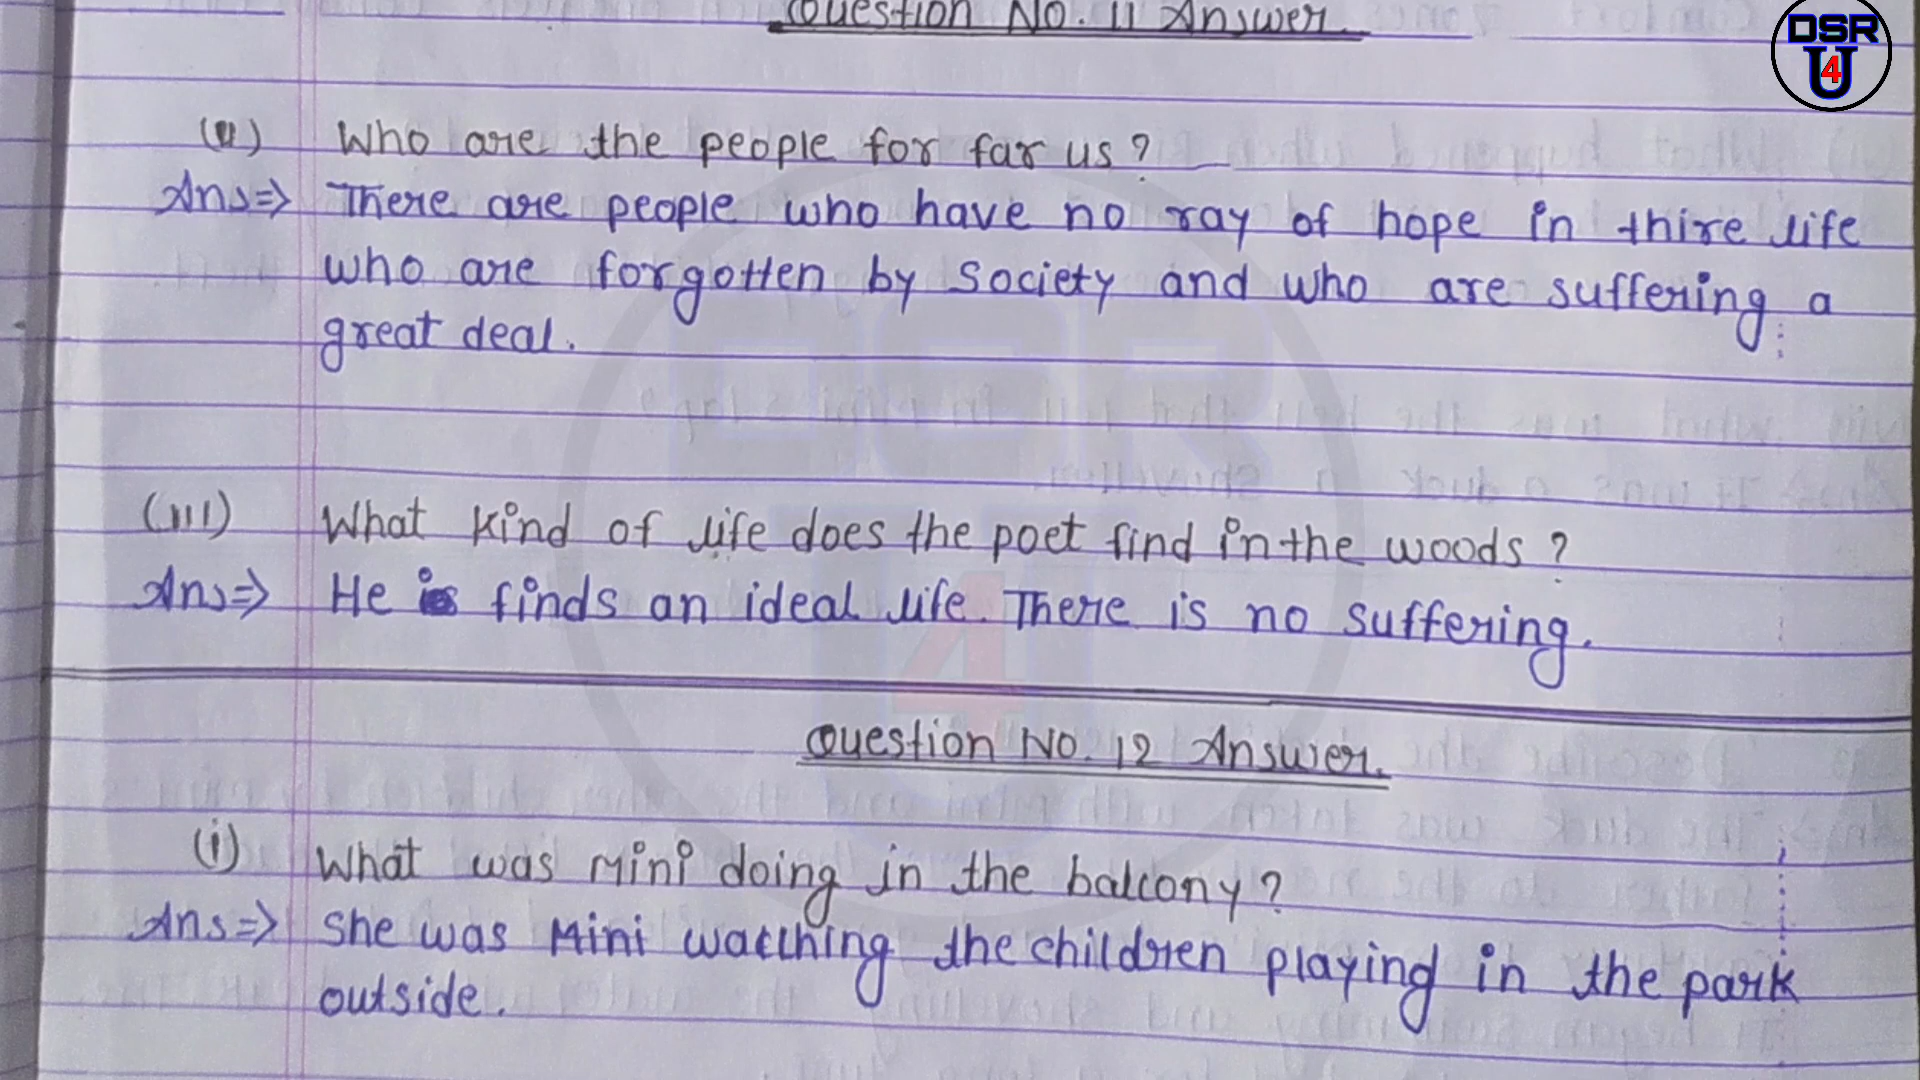 Question No. 11 Answer.
DSR
U
4
(ii) Who are the people for far us?
Ans⇒ There are people who have no ray of hope in thire life
who are forgotten by society and who are suffering a
great deal.
(iii) What kind of life does the poet find in the woods?
Ans⇒ He is finds an ideal life. There is no suffering.
Question No. 12 Answer.
(i) What was Mini doing in the balcony?
Ans⇒ She was Mini watching the children playing in the park
outside.